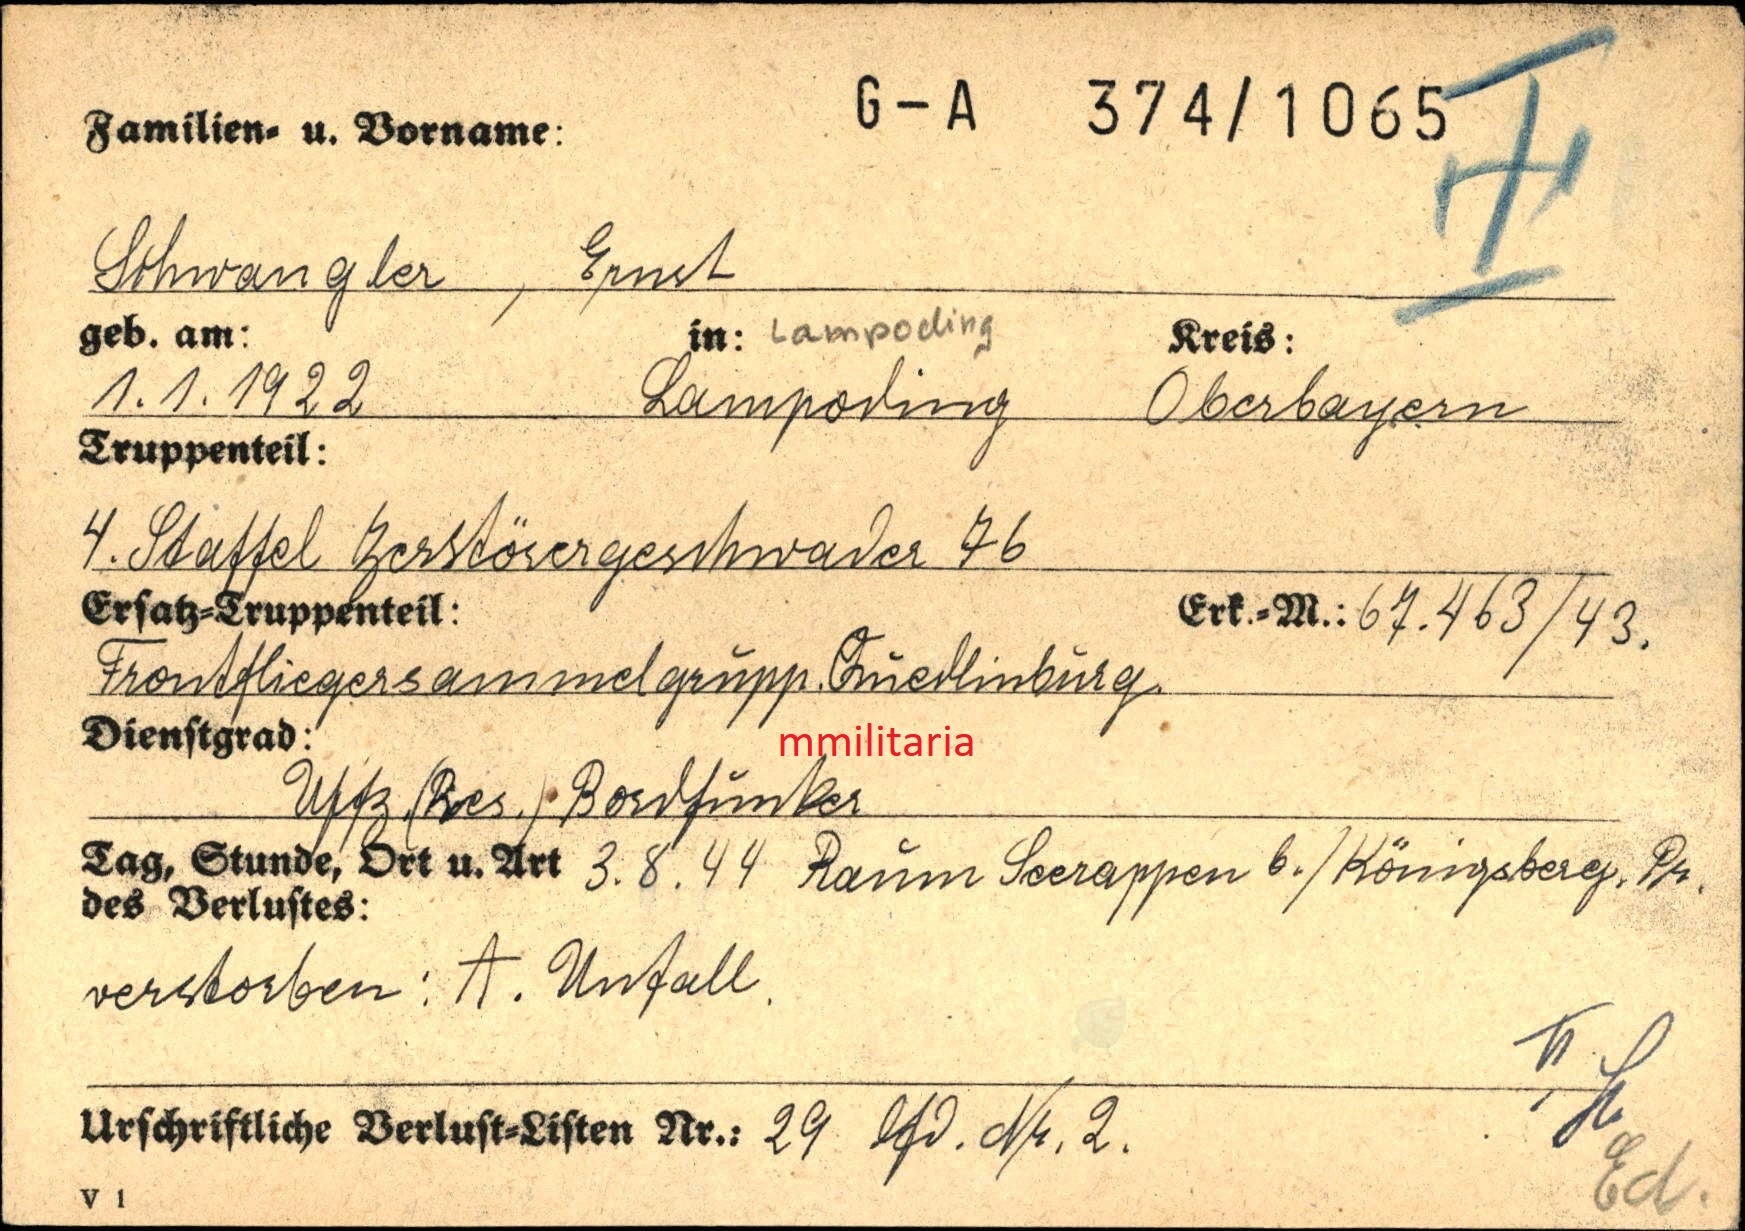 G-A 374/1065
Familien- u. Vorname:
Schwangler, Ernst
geb. am: in: Lampoding Kreis:
1.1.1922 Lampoding Oberbayern
Truppenteil:
4. Staffel Zerstörergeschwader 76
Ersatz-Truppenteil: Erk.-M.: 67.463/43.
Frontfliegersammelgrupp. Quedlinburg.
Dienstgrad:
mmilitaria
Uffz. (Res.) Bordfunker
Tag, Stunde, Ort u. Art 3.8.44 Raum Seerappen b./Königsberg. Pr.
des Verlustes:
verstorben: A. Unfall.
Urschriftliche Verlust-Listen Nr.: 29 lfd. Nr. 2.
Ed.
V 1